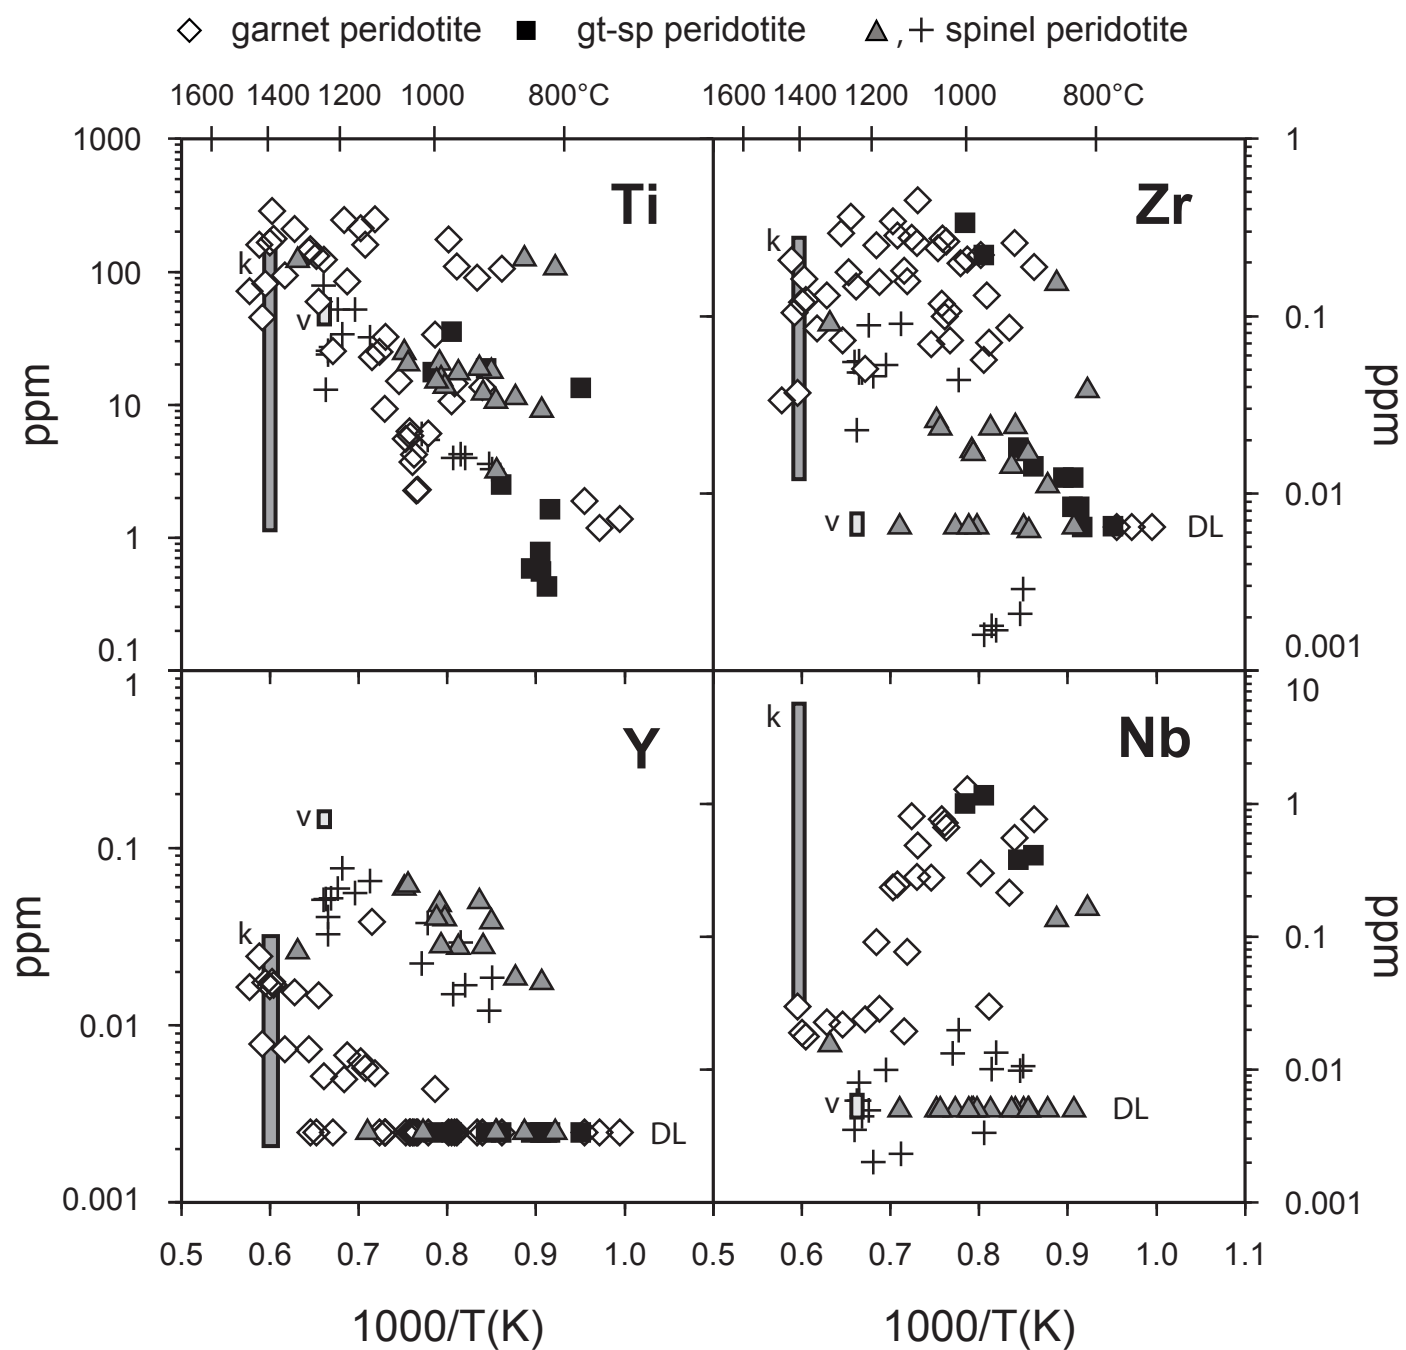 garnet peridotite gt-sp peridotite , spinel peridotite
1600 1400 1200 1000 800°C 1600 1400 1200 1000 800°C
1000 1
Ti Zr
k k
100 0.1
v
ppm ppm
10 0.01
v DL
1
0.1 0.001
1 10
k
Y Nb
v
1
0.1
ppm ppm
k 0.1
0.01 0.01
v DL
DL
0.001 0.001
0.5 0.6 0.7 0.8 0.9 1.0 0.5 0.6 0.7 0.8 0.9 1.0 1.1
1000/T(K) 1000/T(K)